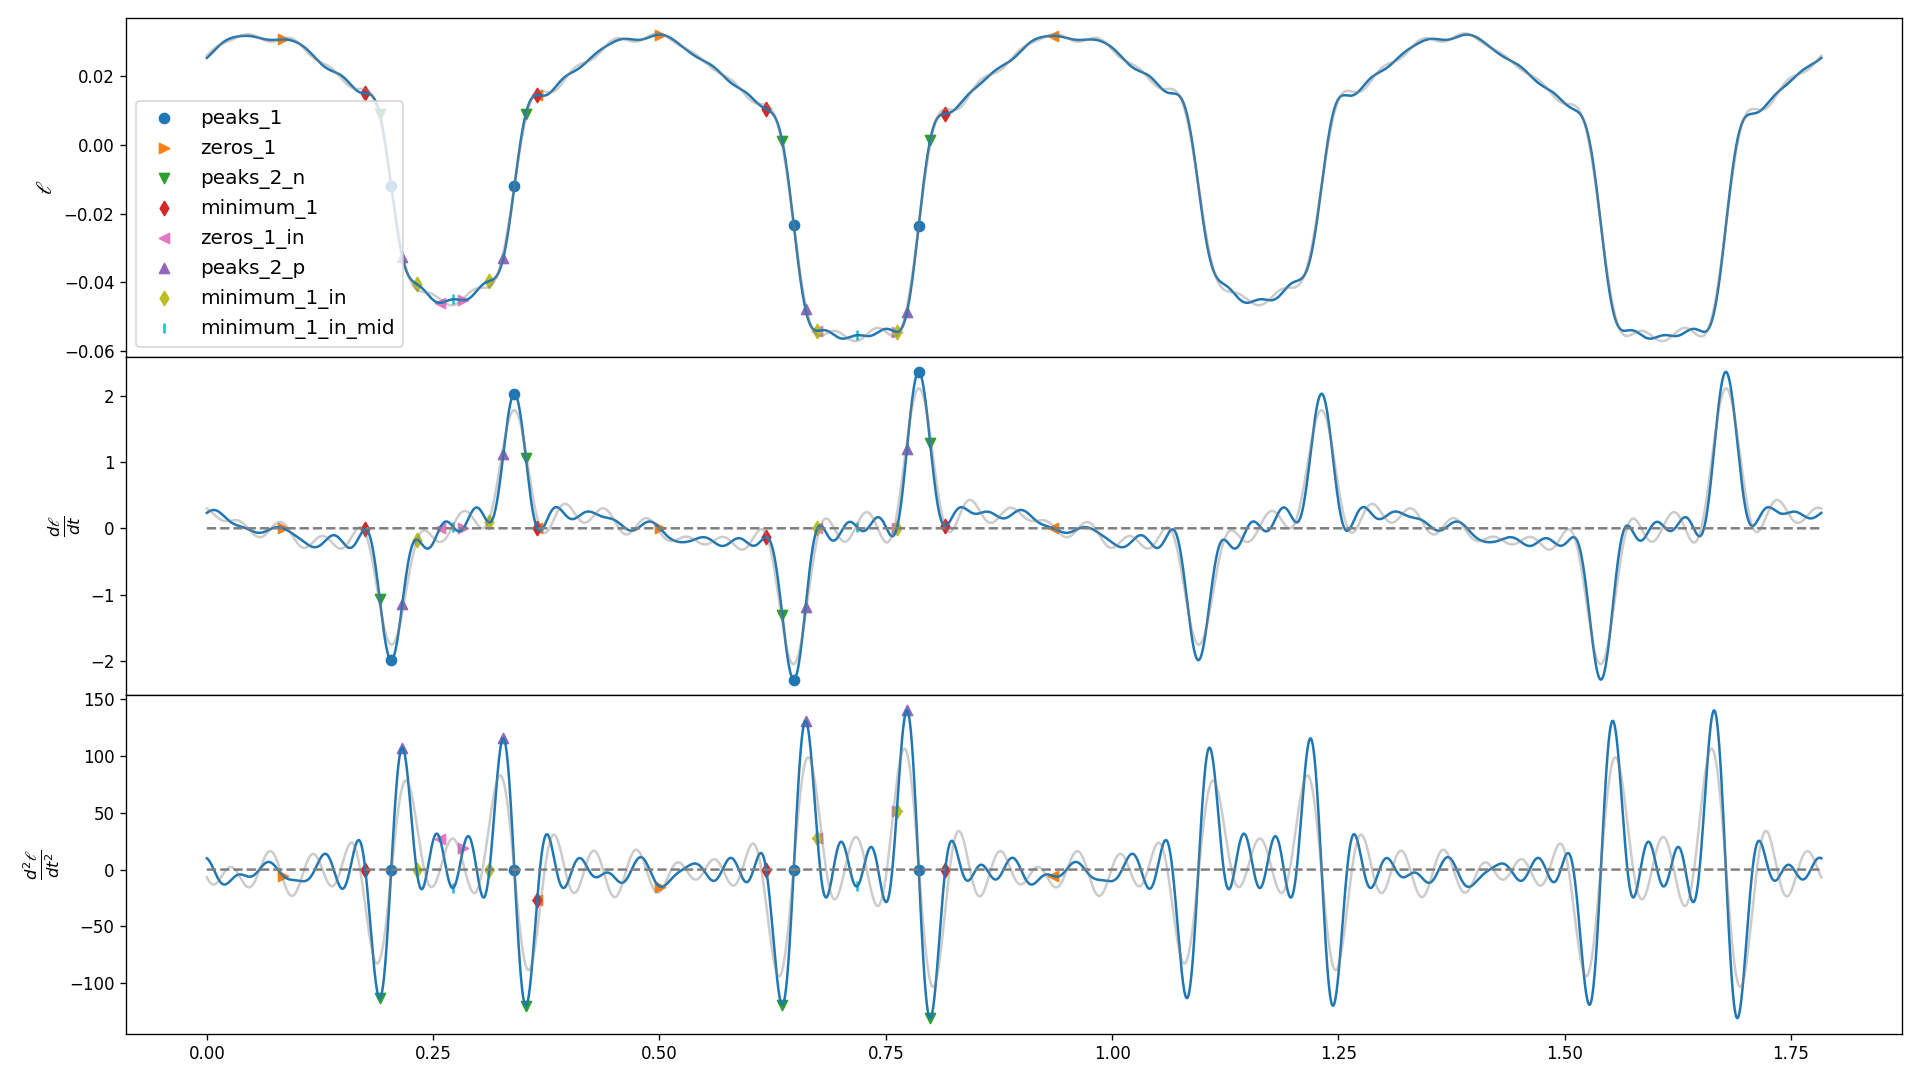 0.02
0.00
−0.02
−0.04
−0.06
ℓ
peaks_1
zeros_1
peaks_2_n
minimum_1
zeros_1_in
peaks_2_p
minimum_1_in
minimum_1_in_mid
2
1
0
−1
−2
dℓ/dt
150
100
50
0
−50
−100
d²ℓ/dt²
0.00 0.25 0.50 0.75 1.00 1.25 1.50 1.75